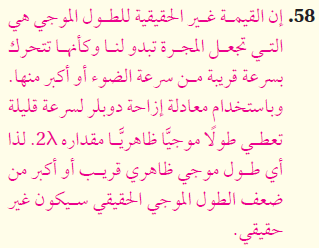 58. إن القيمة غير الحقيقية للطول الموجي هي
التي تجعل المجرة تبدو لنا وكأنها تتحرك
بسرعة قريبة من سرعة الضوء أو أكبر منها.
وباستخدام معادلة إزاحة دوبلر لسرعة قليلة
تعطي طولًا موجيًّا ظاهريًّا مقداره 2λ. لذا
أي طول موجي ظاهري قريب أو أكبر من
ضعف الطول الموجي الحقيقي سيكون غير
حقيقي.